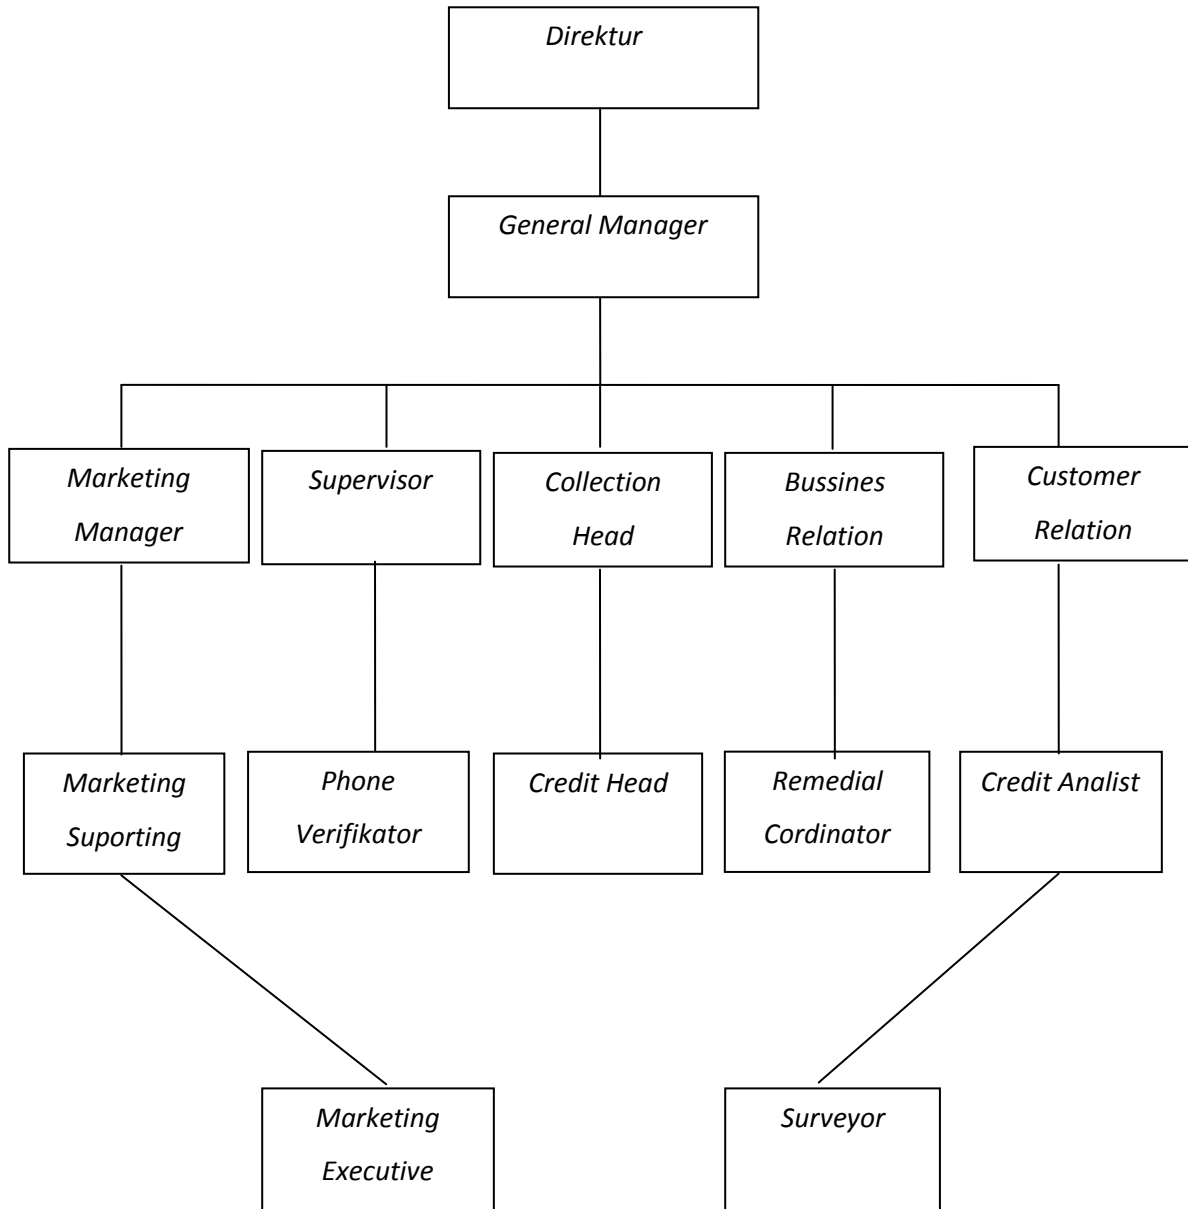 Direktur
General Manager
Marketing
Manager
Supervisor
Collection
Head
Bussines
Relation
Customer
Relation
Marketing
Suporting
Phone
Verifikator
Credit Head
Remedial
Cordinator
Credit Analist
Marketing
Executive
Surveyor